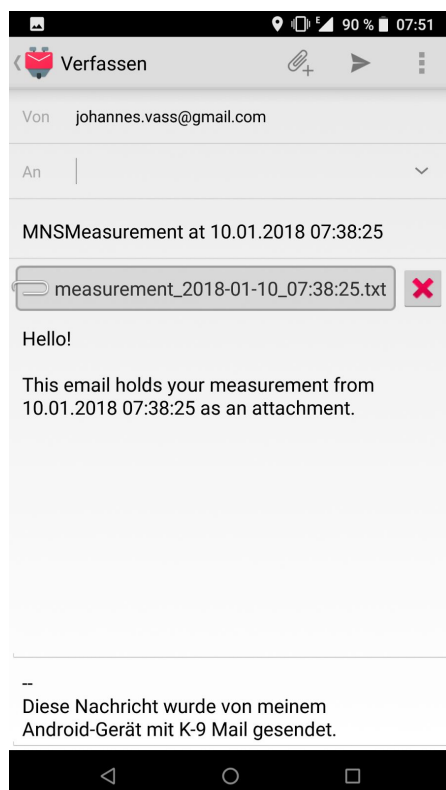 E 90 % 07:51
Verfassen
Von johannes.vass@gmail.com
An
MNSMeasurement at 10.01.2018 07:38:25
measurement_2018-01-10_07:38:25.txt
Hello!
This email holds your measurement from
10.01.2018 07:38:25 as an attachment.
--
Diese Nachricht wurde von meinem
Android-Gerät mit K-9 Mail gesendet.